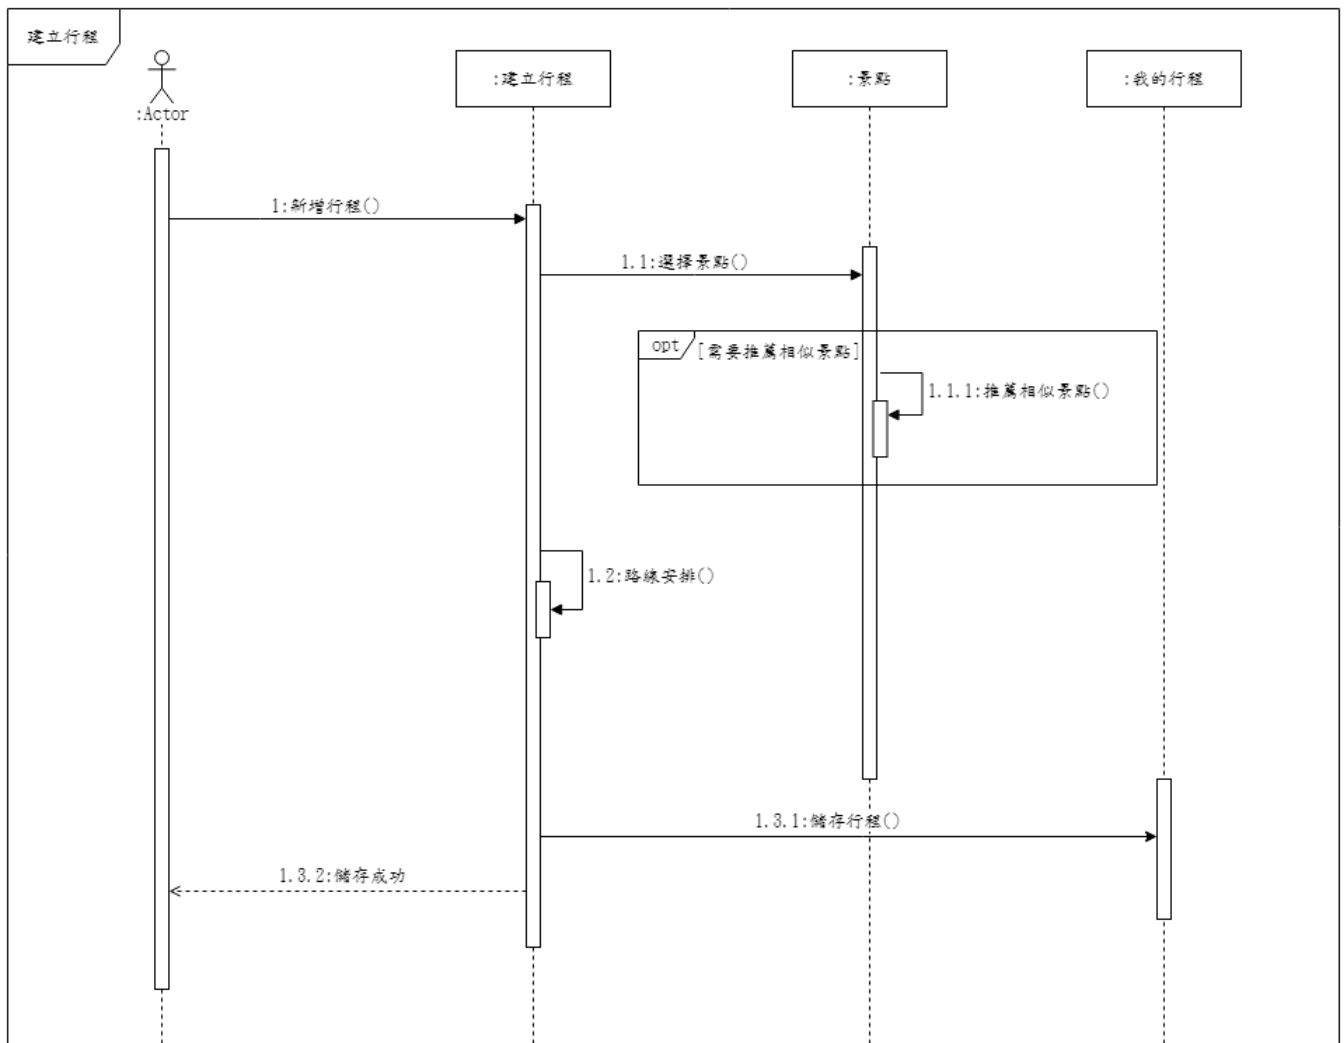 建立行程
:Actor
:建立行程
:景點
:我的行程
1:新增行程()
1.1:選擇景點()
opt
[需要推薦相似景點]
1.1.1:推薦相似景點()
1.2:路線安排()
1.3.1:儲存行程()
1.3.2:儲存成功